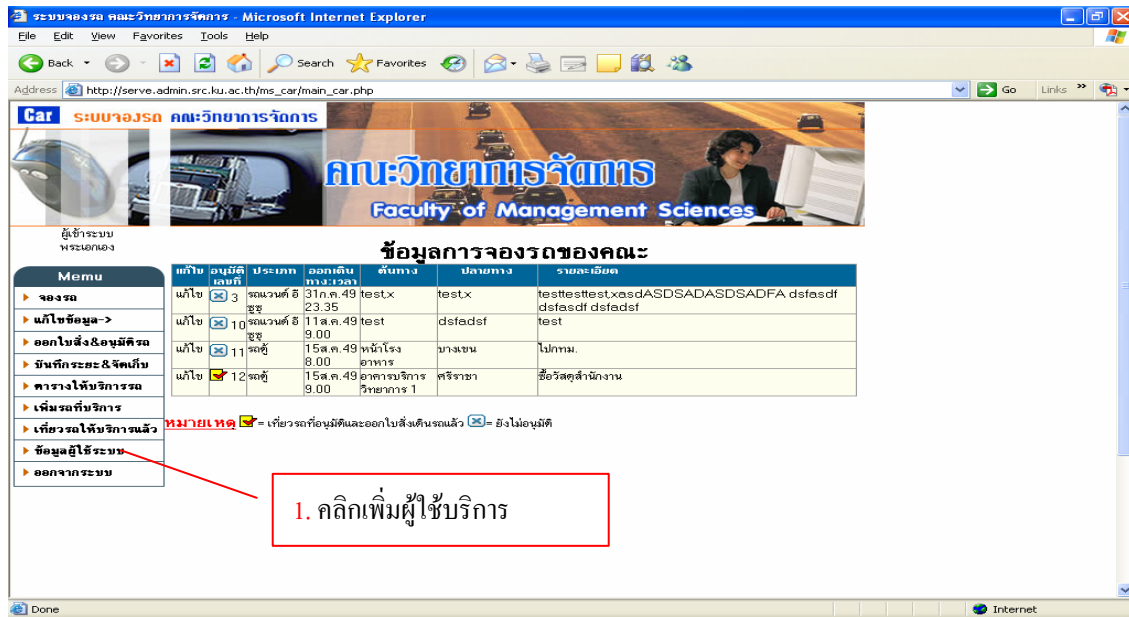 ระบบจองรถ คณะวิทยาการจัดการ - Microsoft Internet Explorer
File Edit View Favorites Tools Help
Back Search Favorites
Address http://serve.admin.src.ku.ac.th/ms_car/main_car.php Go Links »
Car ระบบจองรถ คณะวิทยาการจัดการ
คณะวิทยาการจัดการ
Faculty of Management Sciences
ผู้เข้าระบบ
พระเอกเอง
ข้อมูลการจองรถของคณะ
Memu
จองรถ
แก้ไขข้อมูล->
ออกใบสั่ง&อนุมัติรถ
บันทึกระยะ&จัดเก็บ
ตารางให้บริการรถ
เพิ่มรถที่บริการ
เที่ยวรถให้บริการแล้ว
ข้อมูลผู้ใช้ระบบ
ออกจากระบบ
แก้ไข อนุมัติ ประเภท ออกเดิน ต้นทาง ปลายทาง รายละเอียด
เลขที่ ทาง:เวลา
แก้ไข 3 รถแวนต์ อี 31ก.ค.49 test,x test,x testtesttest,xasdASDSADASDSADFA dsfasdf
ซูซุ 23.35 dsfasdf dsfadsf
แก้ไข 10 รถแวนต์ อี 11ส.ค.49 test dsfadsf test
ซูซุ 9.00
แก้ไข 11 รถตู้ 15ส.ค.49 หน้าโรง บางเขน ไปกทม.
8.00 อาหาร
แก้ไข 12 รถตู้ 15ส.ค.49 อาคารบริการ ศรีราชา ซื้อวัสดุสำนักงาน
9.00 วิทยาการ 1
หมายเหตุ = เที่ยวรถที่อนุมัติและออกใบสั่งเดินรถแล้ว = ยังไม่อนุมัติ
1. คลิกเพิ่มผู้ใช้บริการ
Done Internet